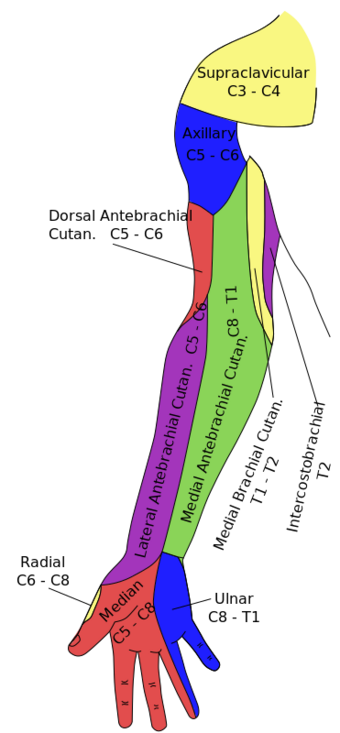 Supraclavicular
C3 - C4
Axillary
C5 - C6
Dorsal Antebrachial
Cutan. C5 - C6
Lateral Antebrachial Cutan. C5 - C6
Medial Antebrachial Cutan.
C8 - T1
Medial Brachial Cutan.
T1 - T2
Intercostobrachial
T2
Radial
C6 - C8
Median
C5 - C8
Ulnar
C8 - T1